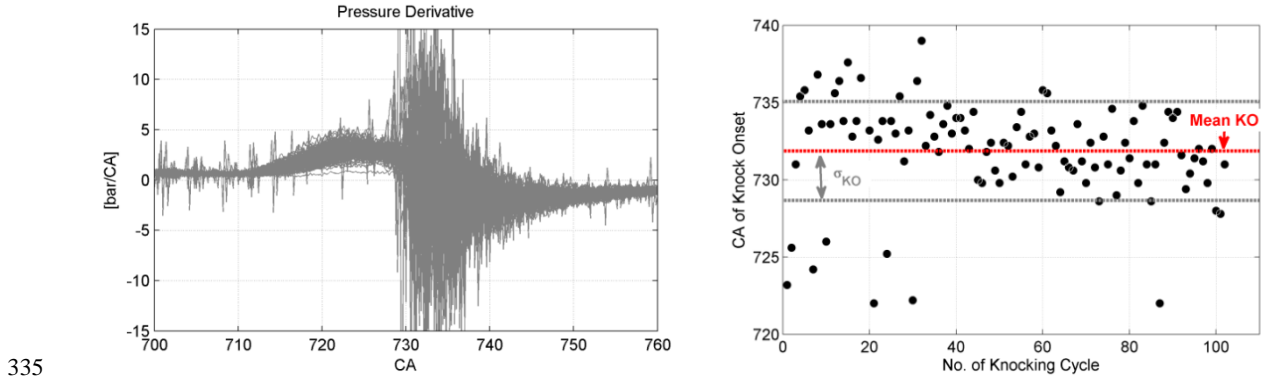 Pressure Derivative
15
10
5
0
-5
-10
-15
[bar/CA]
700 710 720 730 740 750 760
CA
740
735
730
725
720
CA of Knock Onset
Mean KO
σKO
0 20 40 60 80 100
No. of Knocking Cycle
335